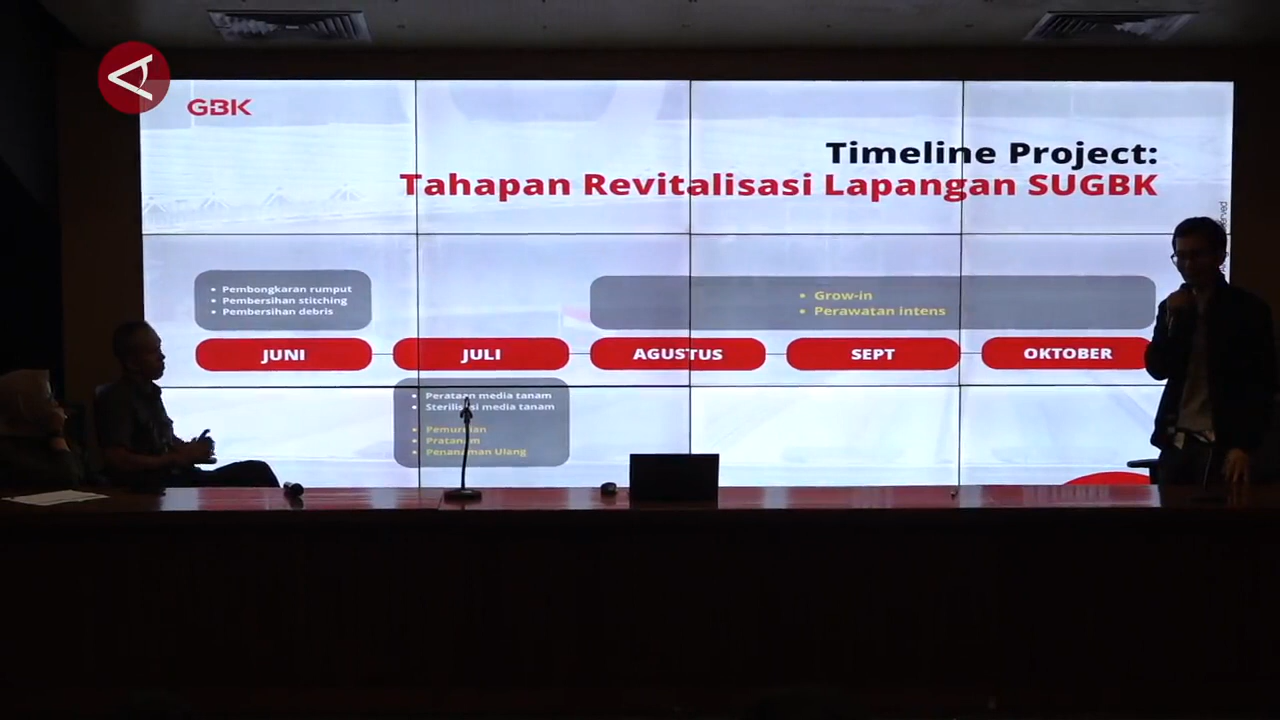 GBK
Timeline Project:
Tahapan Revitalisasi Lapangan SUGBK
• Pembongkaran rumput
• Pembersihan stitching
• Pembersihan debris
• Grow-in
• Perawatan intens
JUNI
JULI
AGUSTUS
SEPT
OKTOBER
• Perataan media tanam
• Sterilisasi media tanam
• Pemupukan
• Pratanam
• Penanaman Ulang